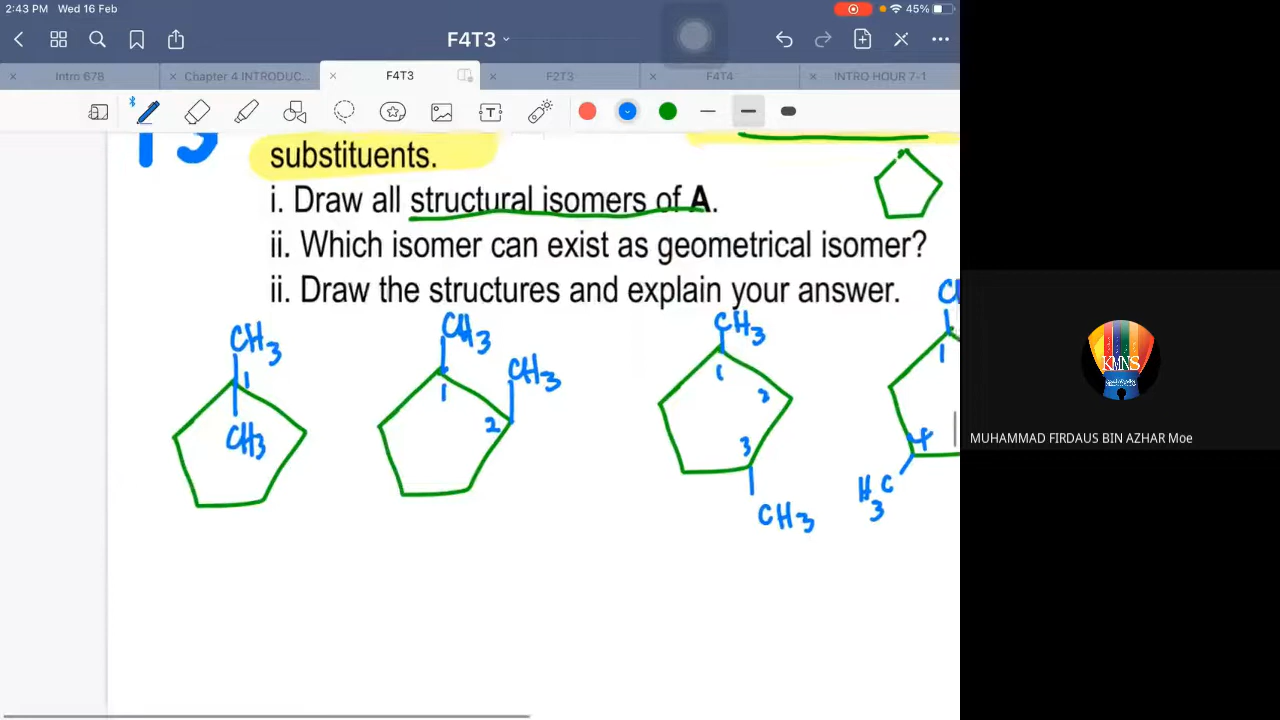 2:43 PM Wed 16 Feb
45%
F4T3
Intro 678
Chapter 4 INTRODUC...
F4T3
F2T3
F4T4
INTRO HOUR 7-1
T
13
substituents.
i. Draw all structural isomers of A.
ii. Which isomer can exist as geometrical isomer?
ii. Draw the structures and explain your answer.
CH3
1
CH3
CH3
CH3
1
2
CH3
1
2
3
CH3
1
4
H3C
KMNS
MUHAMMAD FIRDAUS BIN AZHAR Moe